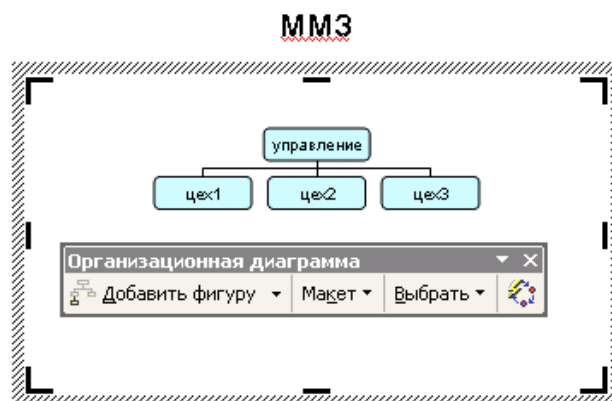 ММЗ
управление
цех1 цех2 цех3
Организационная диаграмма
Добавить фигуру Макет Выбрать